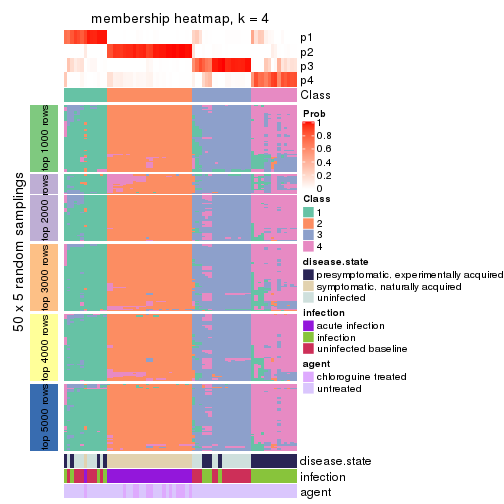 membership heatmap, k = 4
p1
p2
p3
p4
Class
50 x 5 random samplings
top 1000 rows
top 2000 rows
top 3000 rows
top 4000 rows
top 5000 rows
disease.state
infection
agent
Prob
1
0.8
0.6
0.4
0.2
0
Class
1
2
3
4
disease.state
presymptomatic. experimentally acquired
symptomatic. naturally acquired
uninfected
infection
acute infection
infection
uninfected baseline
agent
chloroguine treated
untreated